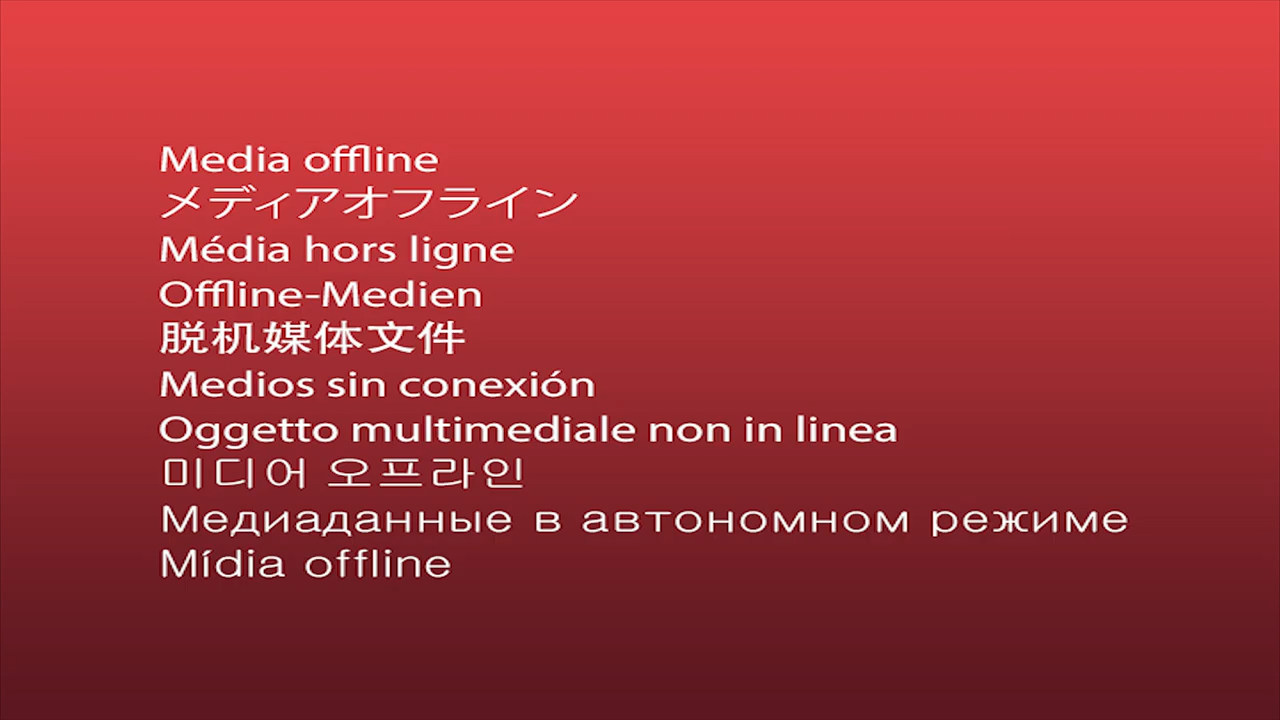 Media offline
メディアオフライン
Média hors ligne
Offline-Medien
脱机媒体文件
Medios sin conexión
Oggetto multimediale non in linea
미디어 오프라인
Медиаданные в автономном режиме
Mídia offline